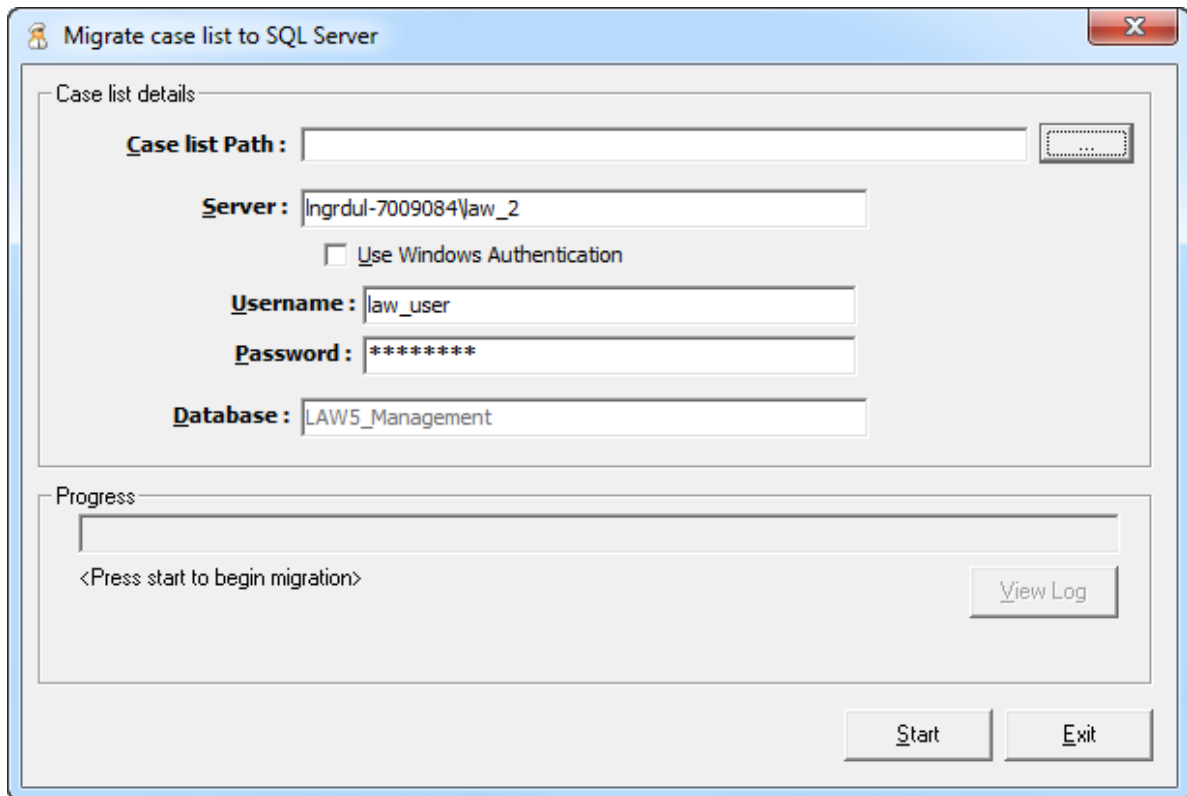 Migrate case list to SQL Server
Case list details
Case list Path :
...
Server : lngrdul-7009084\law_2
Use Windows Authentication
Username : law_user
Password : ********
Database : LAW5_Management
Progress
<Press start to begin migration>
View Log
Start Exit